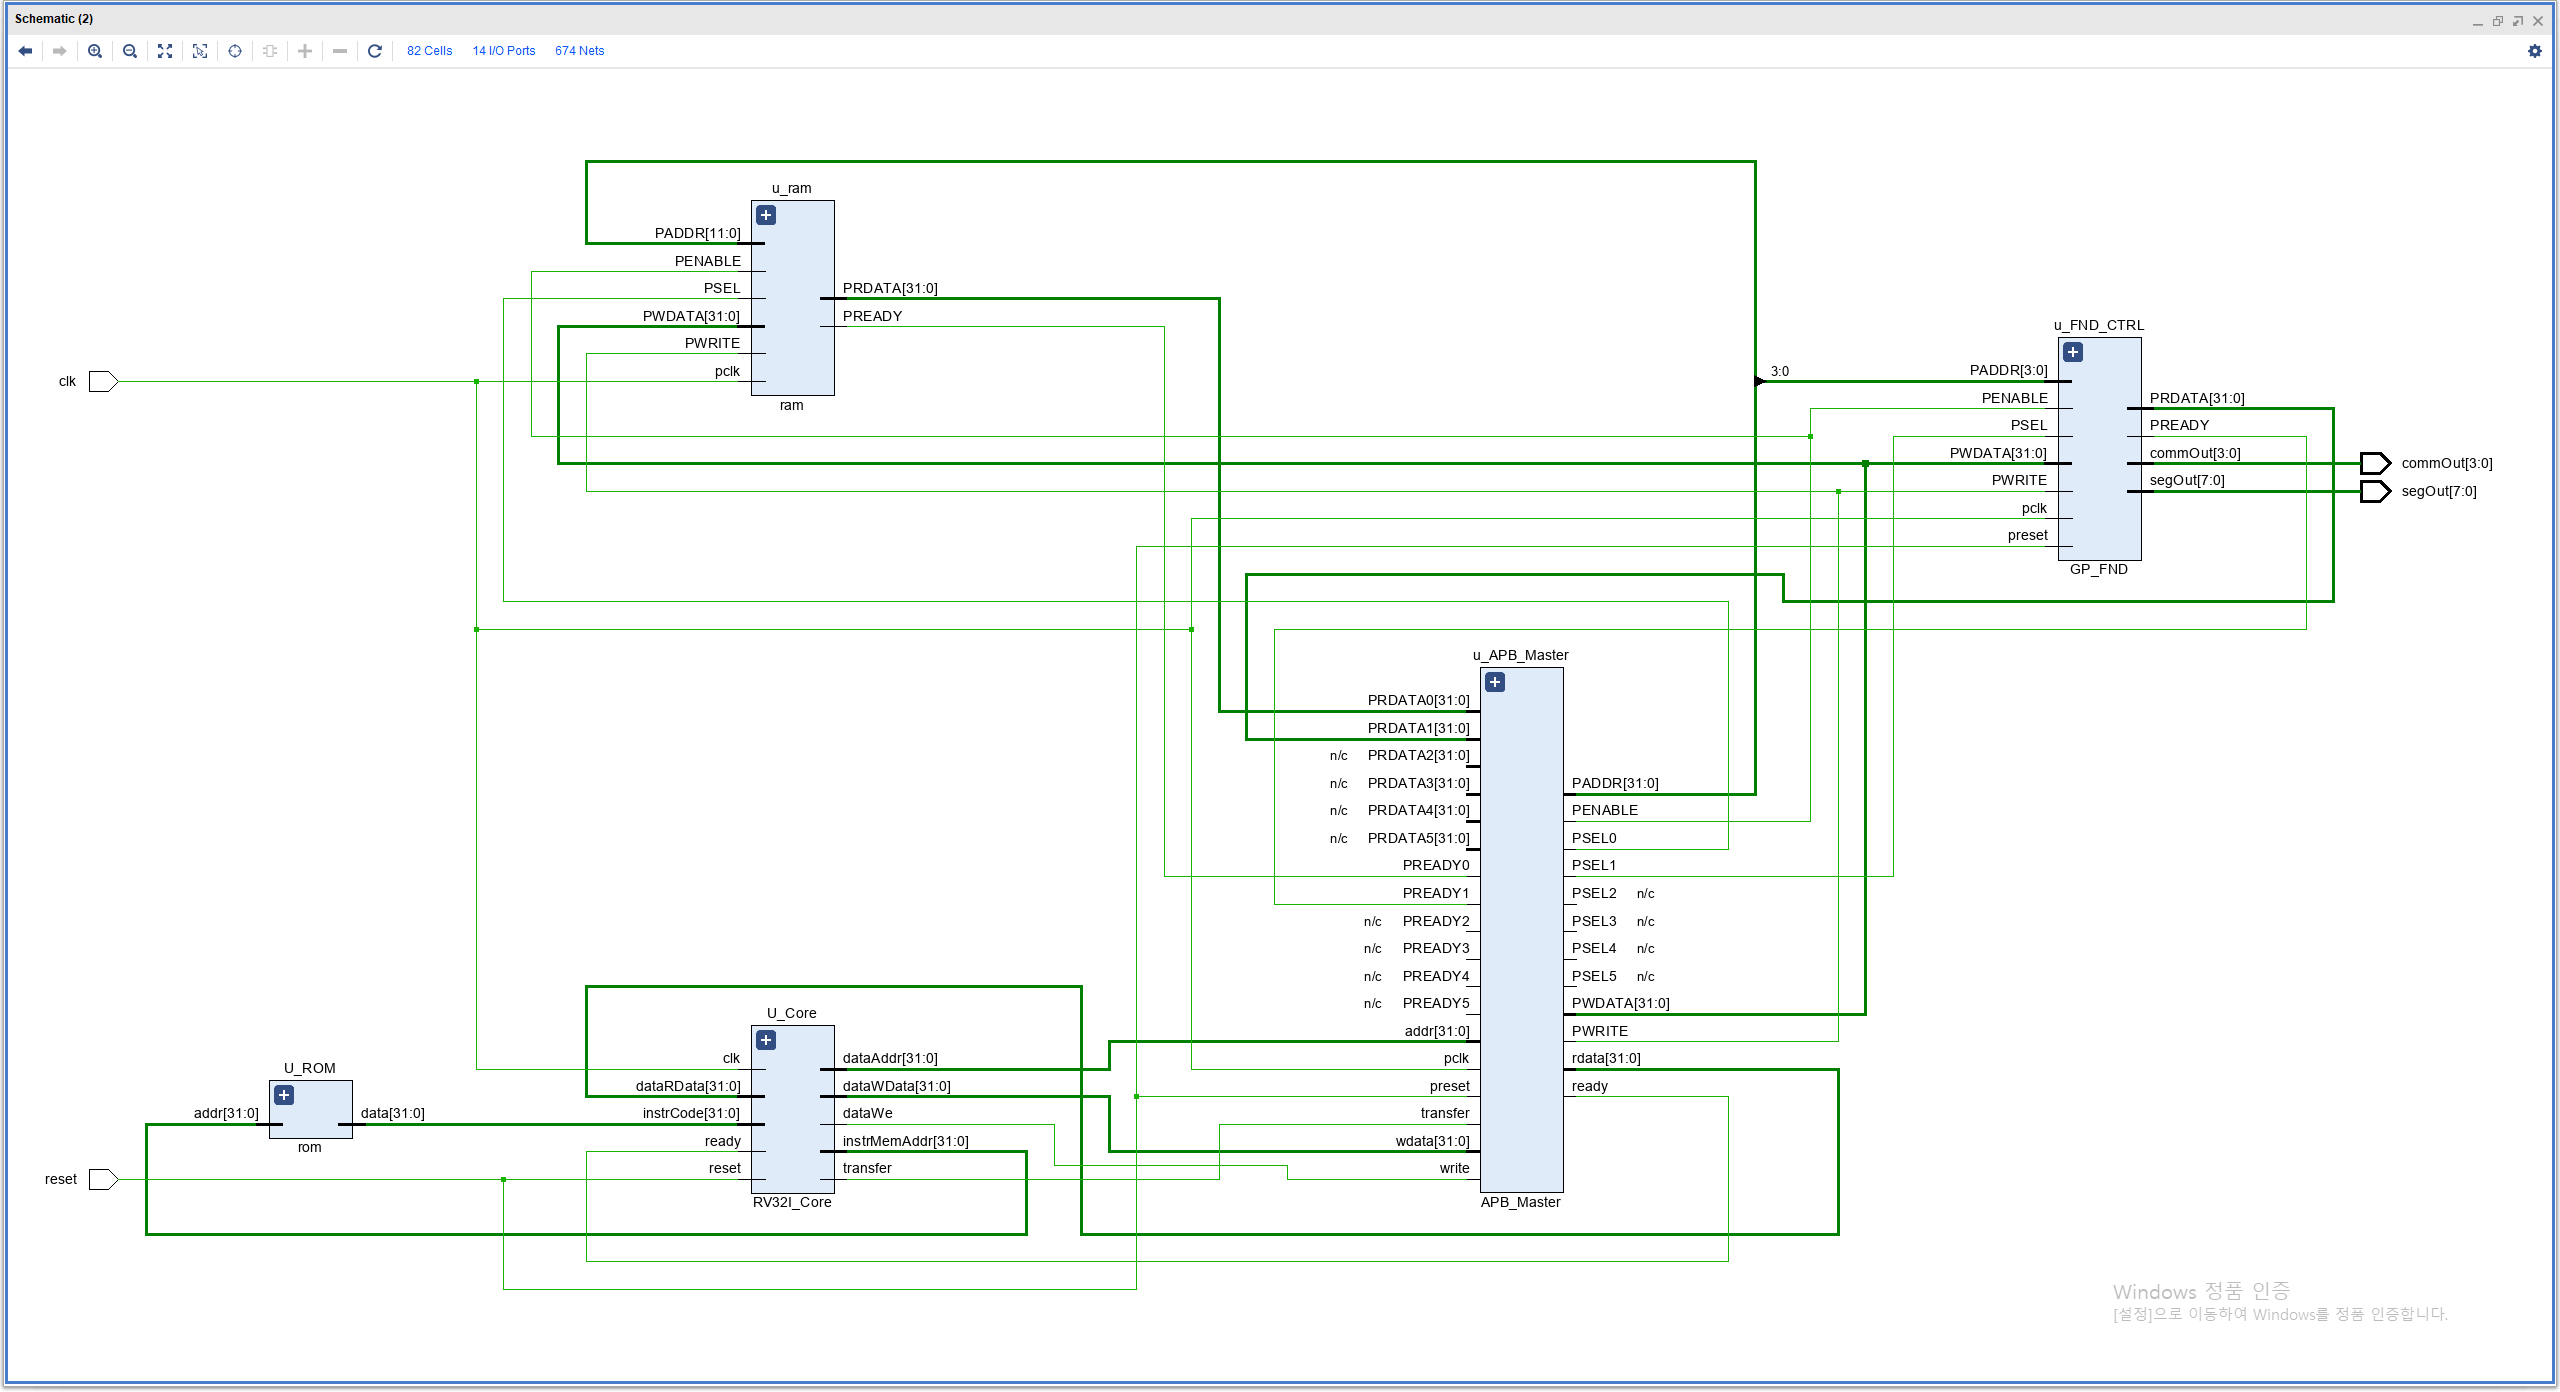 Schematic (2)
82 Cells 14 I/O Ports 674 Nets
u_ram
PADDR[11:0]
PENABLE
PSEL
PWDATA[31:0]
PWRITE
pclk
PRDATA[31:0]
PREADY
ram
clk
u_FND_CTRL
3:0
PADDR[3:0]
PENABLE
PSEL
PWDATA[31:0]
PWRITE
pclk
preset
PRDATA[31:0]
PREADY
commOut[3:0]
segOut[7:0]
GP_FND
commOut[3:0]
segOut[7:0]
u_APB_Master
PRDATA0[31:0]
PRDATA1[31:0]
n/c PRDATA2[31:0]
n/c PRDATA3[31:0]
n/c PRDATA4[31:0]
n/c PRDATA5[31:0]
PREADY0
PREADY1
n/c PREADY2
n/c PREADY3
n/c PREADY4
n/c PREADY5
addr[31:0]
pclk
preset
transfer
wdata[31:0]
write
PADDR[31:0]
PENABLE
PSEL0
PSEL1
PSEL2 n/c
PSEL3 n/c
PSEL4 n/c
PSEL5 n/c
PWDATA[31:0]
PWRITE
rdata[31:0]
ready
APB_Master
U_Core
clk
dataRData[31:0]
instrCode[31:0]
ready
reset
dataAddr[31:0]
dataWData[31:0]
dataWe
instrMemAddr[31:0]
transfer
RV32I_Core
U_ROM
addr[31:0]
data[31:0]
rom
reset
Windows 정품 인증
[설정]으로 이동하여 Windows를 정품 인증합니다.